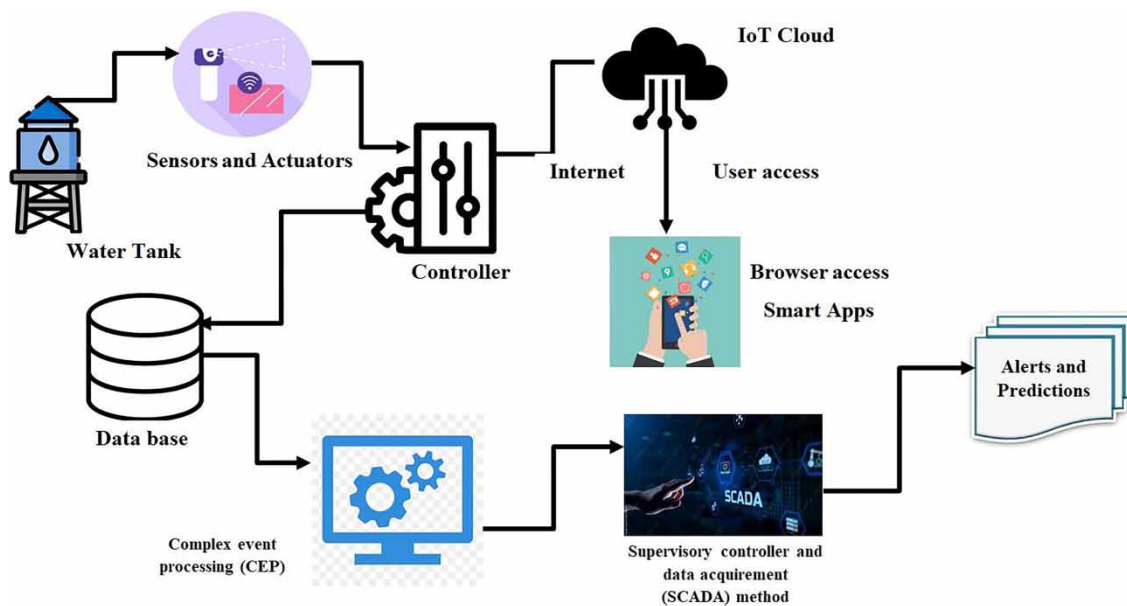 IoT Cloud
Sensors and Actuators
Internet
User access
Water Tank
Controller
Browser access
Smart Apps
Alerts and
Predictions
Data base
SCADA
Complex event
processing (CEP)
Supervisory controller and
data acquirement
(SCADA) method